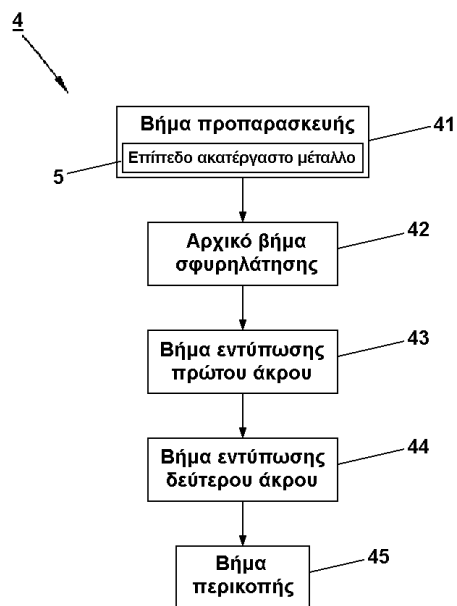 4
Βήμα προπαρασκευής
41
Επίπεδο ακατέργαστο μέταλλο
5
Αρχικό βήμα
σφυρηλάτησης
42
Βήμα εντύπωσης
πρώτου άκρου
43
Βήμα εντύπωσης
δεύτερου άκρου
44
Βήμα
περικοπής
45